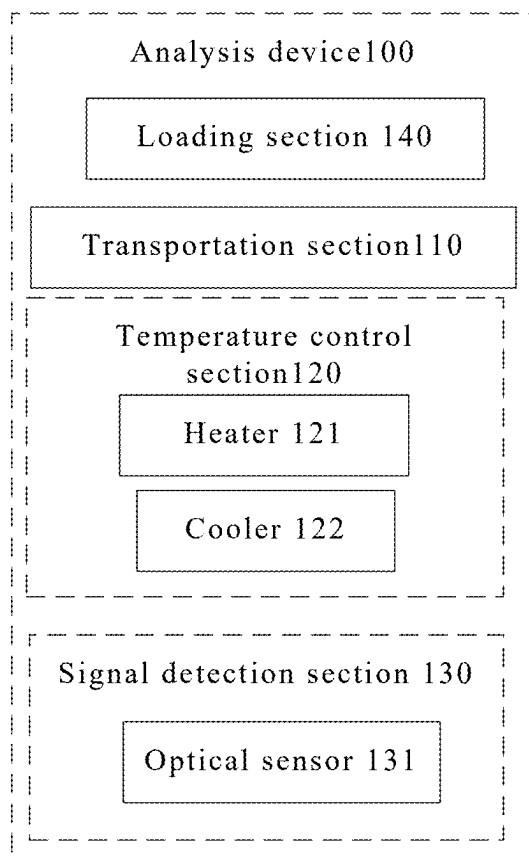 Analysis device100
Loading section 140
Transportation section110
Temperature control
section120
Heater 121
Cooler 122
Signal detection section 130
Optical sensor 131